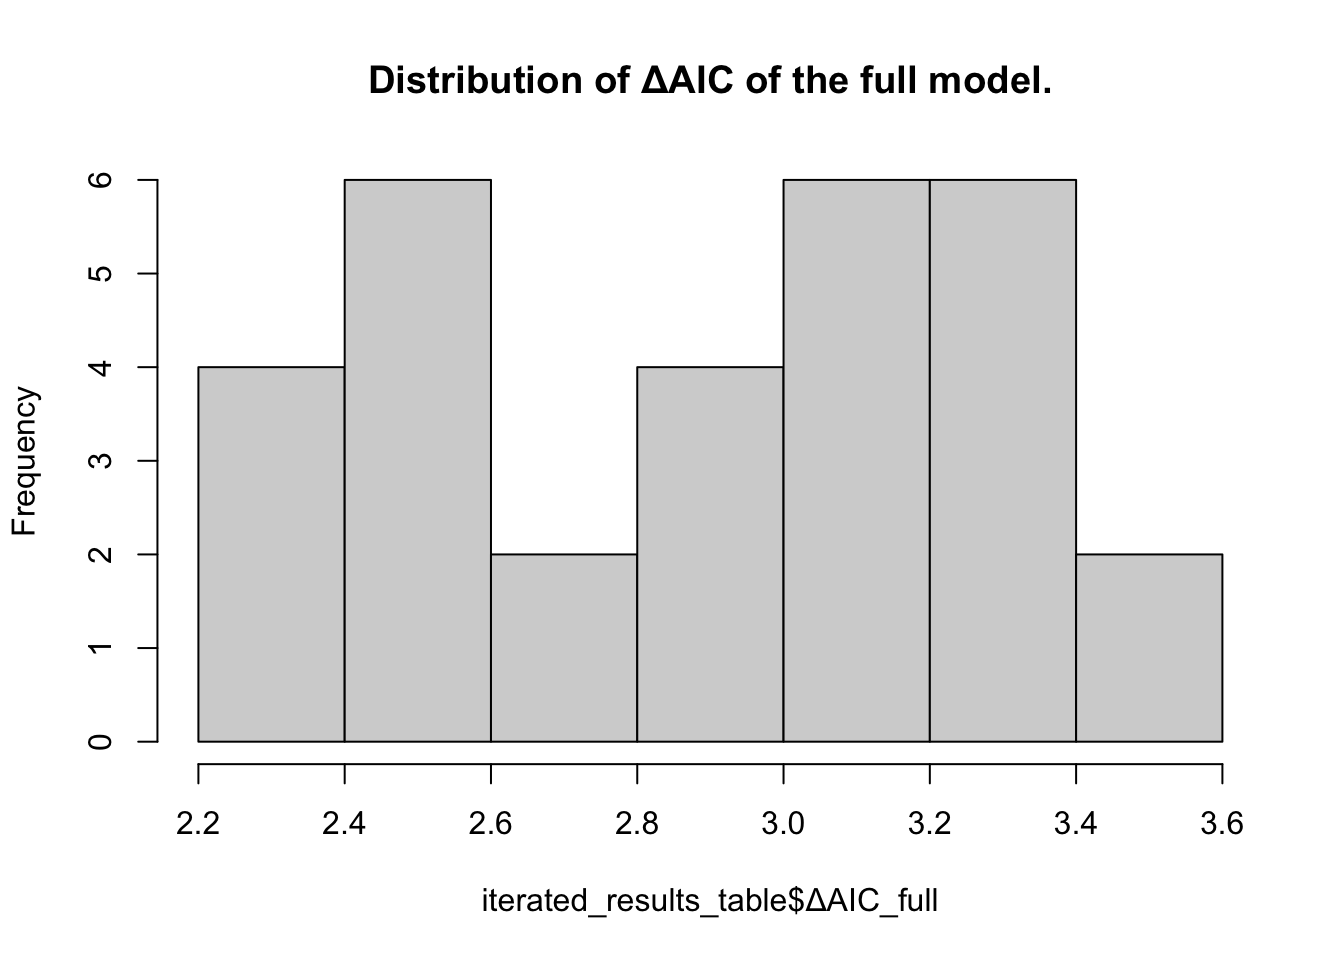 Distribution of ΔAIC of the full model.
6
5
4
3
2
1
0
Frequency
2.2 2.4 2.6 2.8 3.0 3.2 3.4 3.6
iterated_results_table$ΔAIC_full